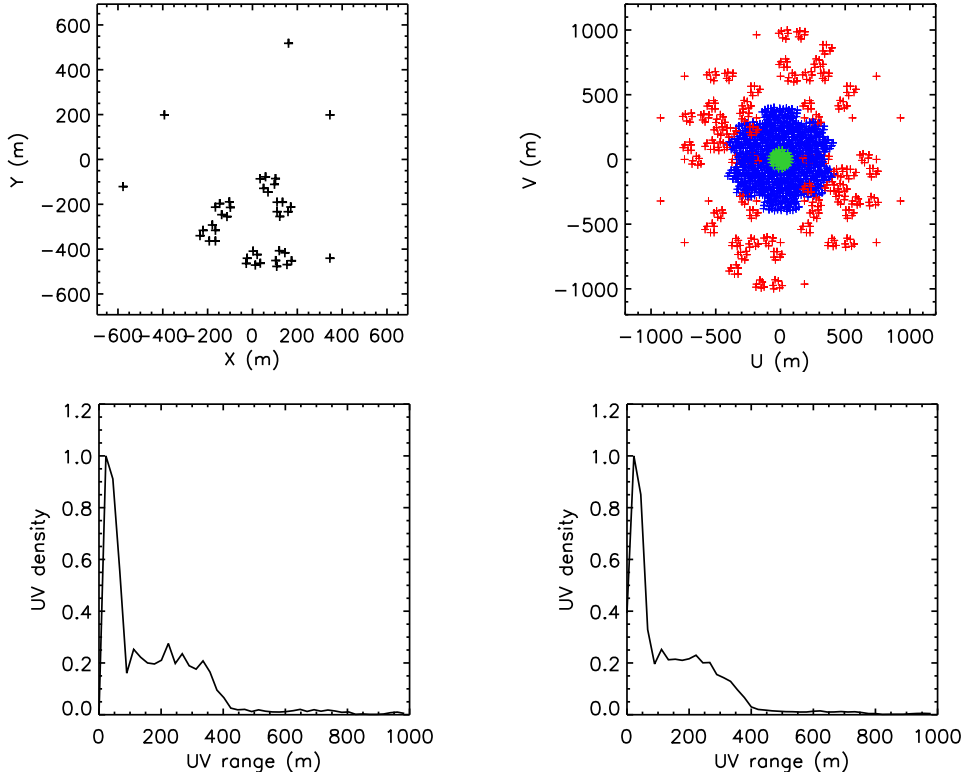 600
400
200
0
−200
−400
−600
Y (m)
−600−400−200 0 200 400 600
X (m)
1000
500
0
−500
−1000
V (m)
−1000 −500 0 500 1000
U (m)
1.2
1.0
0.8
0.6
0.4
0.2
0.0
UV density
0 200 400 600 800 1000
UV range (m)
1.2
1.0
0.8
0.6
0.4
0.2
0.0
UV density
0 200 400 600 800 1000
UV range (m)